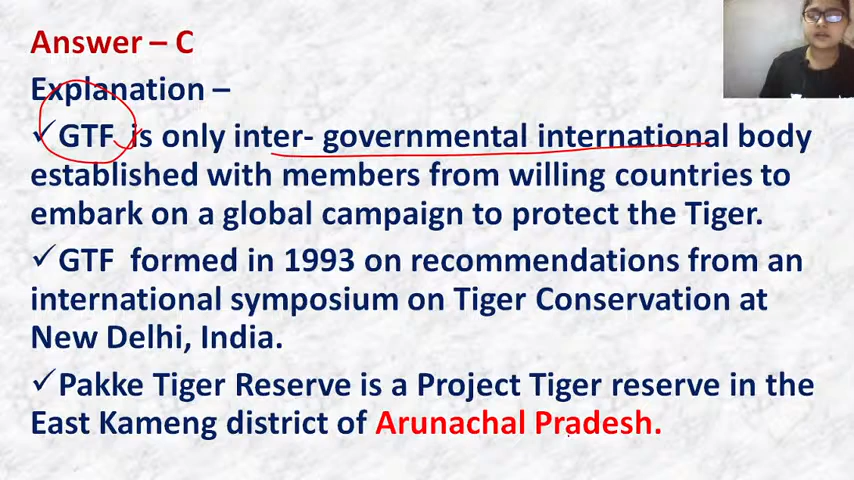 Answer – C
Explanation –
✓GTF is only inter- governmental international body
established with members from willing countries to
embark on a global campaign to protect the Tiger.
✓GTF formed in 1993 on recommendations from an
international symposium on Tiger Conservation at
New Delhi, India.
✓Pakke Tiger Reserve is a Project Tiger reserve in the
East Kameng district of Arunachal Pradesh.